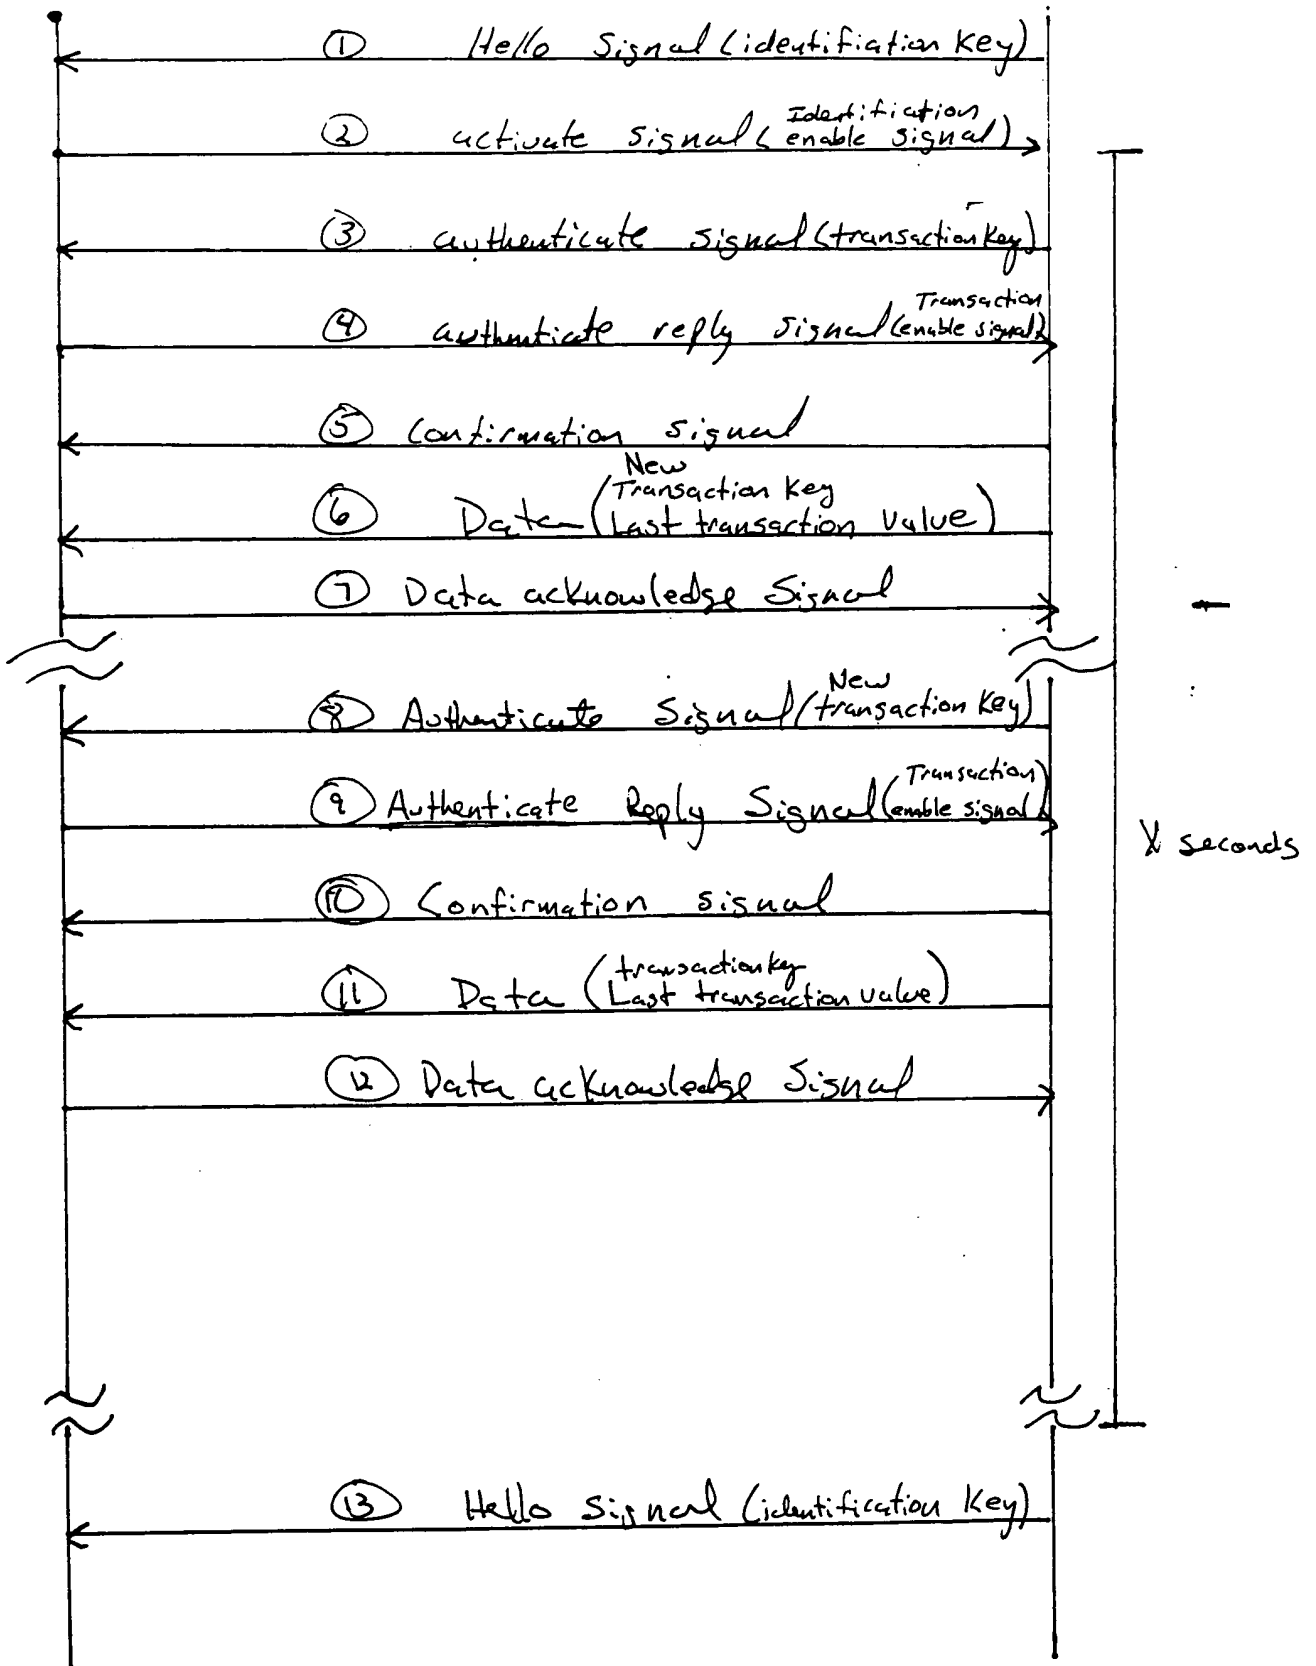 ① Hello Signal (identifiation Key)
② activate signal ( Identifiation
enable signal)
③ authenticate signal (transaction Key)
④ authenticate reply signal ( Transaction
enable signal)
⑤ Confirmation signal
⑥ Data ( New
Transaction Key
Last transaction value)
⑦ Data acknowledge Signal
⑧ Authenticate Signal ( New
transaction Key)
⑨ Authenticate Reply Signal ( Transaction
enable signal)
⑩ Confirmation signal
⑪ Data ( transaction key
Last transaction value)
⑫ Data acknowledge Signal
X seconds
⑬ Hello Signal (identification Key)